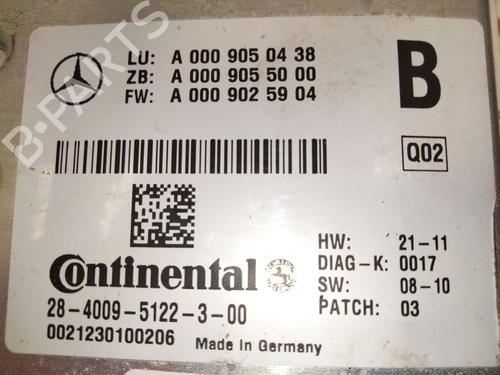 LU: A 000 905 04 38
ZB: A 000 905 50 00
FW: A 000 902 59 04
B
Q02
B-PARTS
Continental
HW: 21-11
DIAG-K: 0017
SW: 08-10
PATCH: 03
28-4009-5122-3-00
0021230100206 Made in Germany